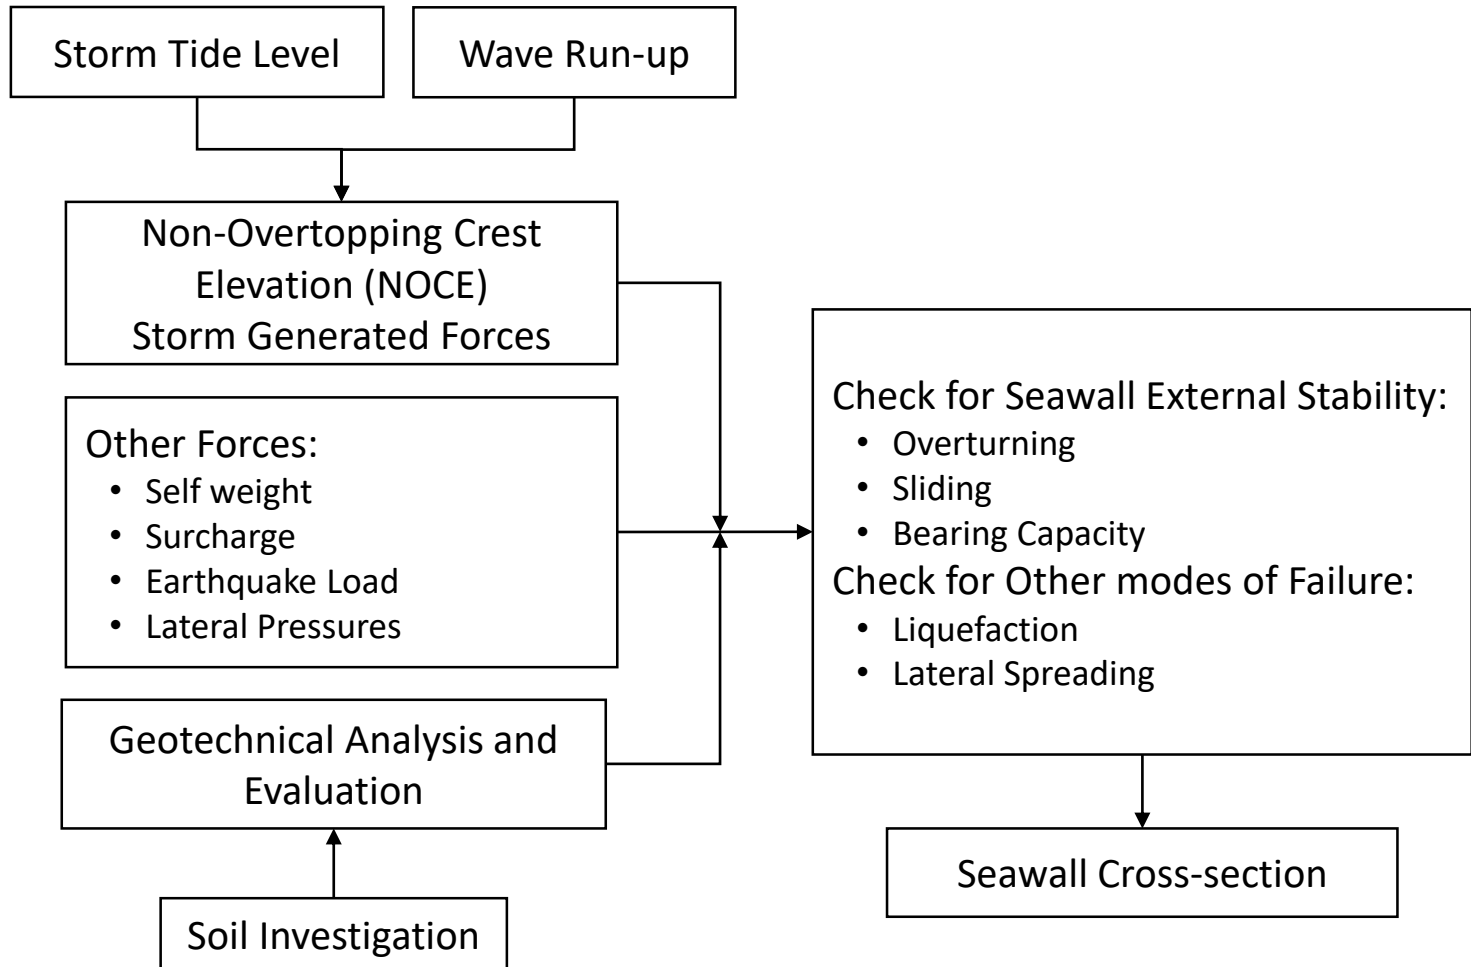 Storm Tide Level
Wave Run-up
Non-Overtopping Crest
Elevation (NOCE)
Storm Generated Forces
Other Forces:
• Self weight
• Surcharge
• Earthquake Load
• Lateral Pressures
Geotechnical Analysis and
Evaluation
Soil Investigation
Check for Seawall External Stability:
• Overturning
• Sliding
• Bearing Capacity
Check for Other modes of Failure:
• Liquefaction
• Lateral Spreading
Seawall Cross-section